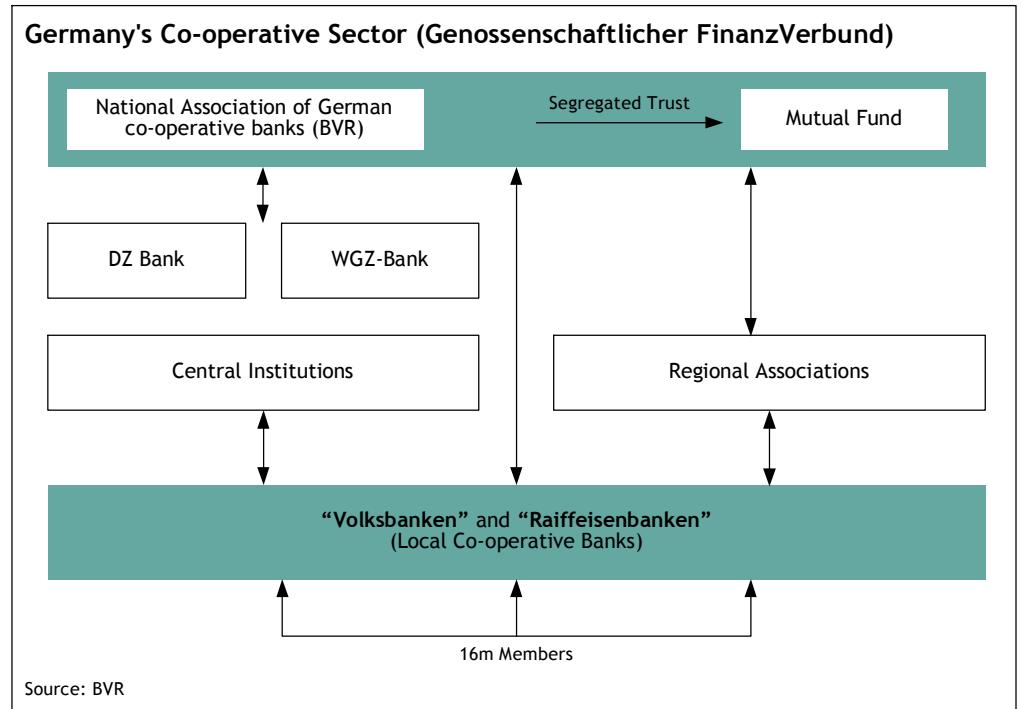 Germany's Co-operative Sector (Genossenschaftlicher FinanzVerbund)
National Association of German
co-operative banks (BVR)
Segregated Trust
Mutual Fund
DZ Bank
WGZ-Bank
Central Institutions
Regional Associations
“Volksbanken” and “Raiffeisenbanken”
(Local Co-operative Banks)
16m Members
Source: BVR